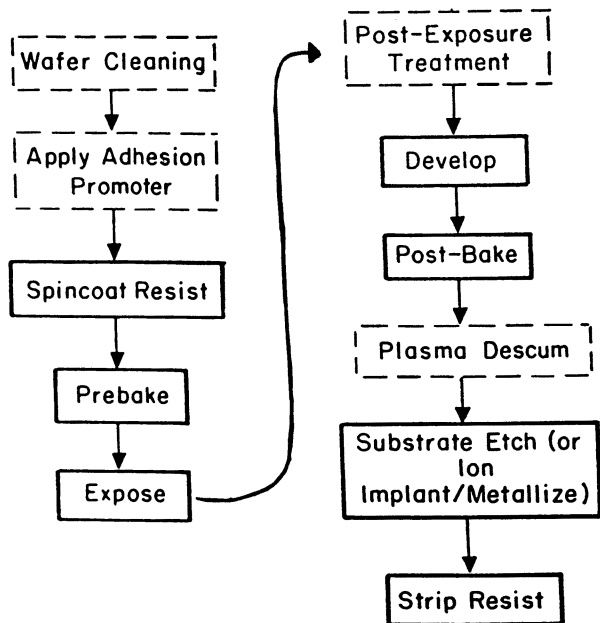 Wafer Cleaning
Apply Adhesion
Promoter
Spincoat Resist
Prebake
Expose
Post-Exposure
Treatment
Develop
Post-Bake
Plasma Descum
Substrate Etch (or
Ion
Implant/Metallize)
Strip Resist